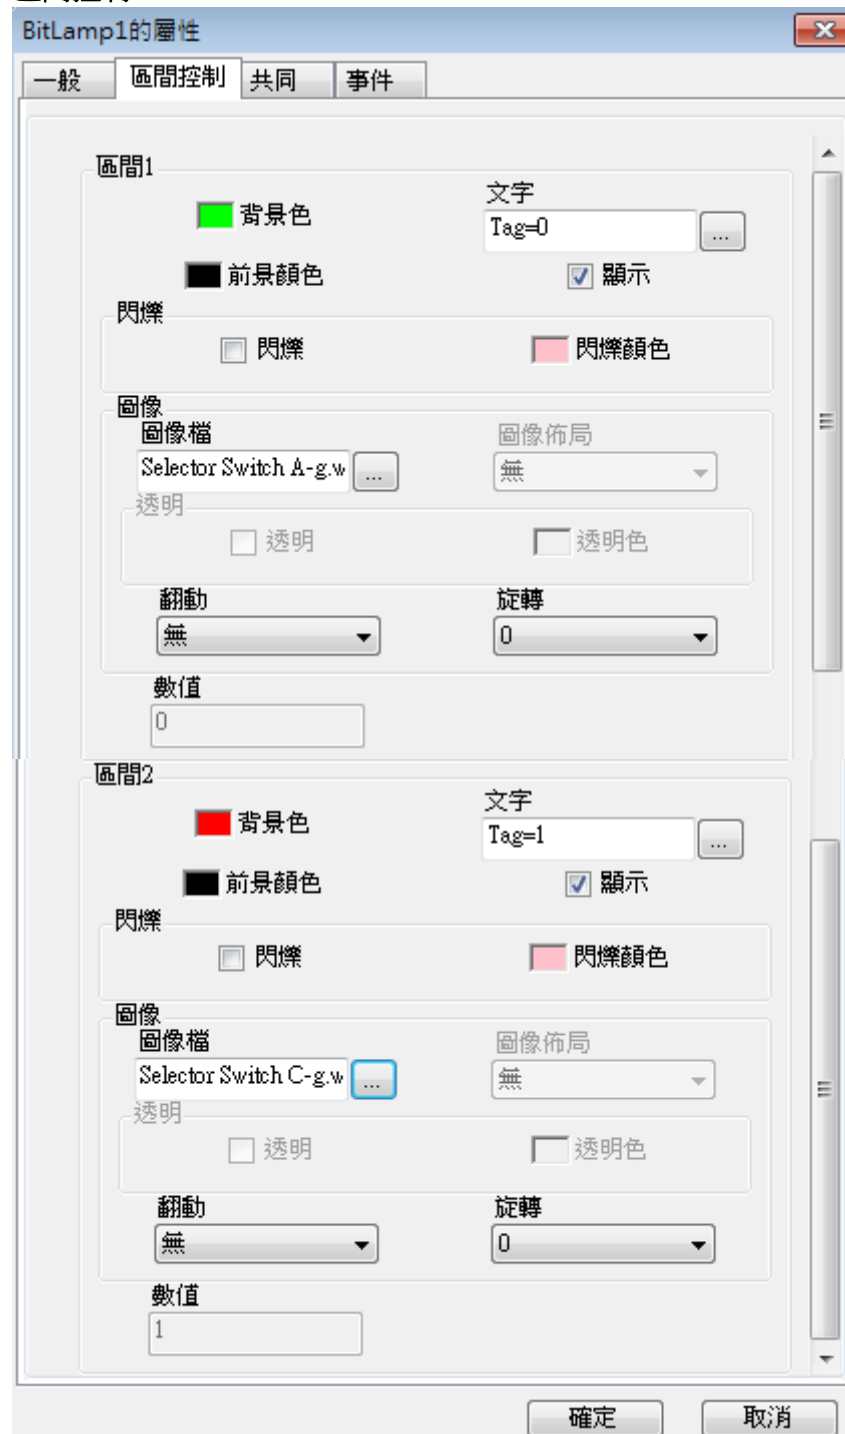 BitLamp1的屬性
一般 區間控制 共同 事件
區間1
文字
背景色
Tag=0 ...
前景顏色 顯示
閃爍
閃爍 閃爍顏色
圖像
圖像檔 圖像佈局
Selector Switch A-g.w ... 無
透明
透明 透明色
翻動 旋轉
無 0
數值
0
區間2
文字
背景色
Tag=1 ...
前景顏色 顯示
閃爍
閃爍 閃爍顏色
圖像
圖像檔 圖像佈局
Selector Switch C-g.w ... 無
透明
透明 透明色
翻動 旋轉
無 0
數值
1
確定 取消